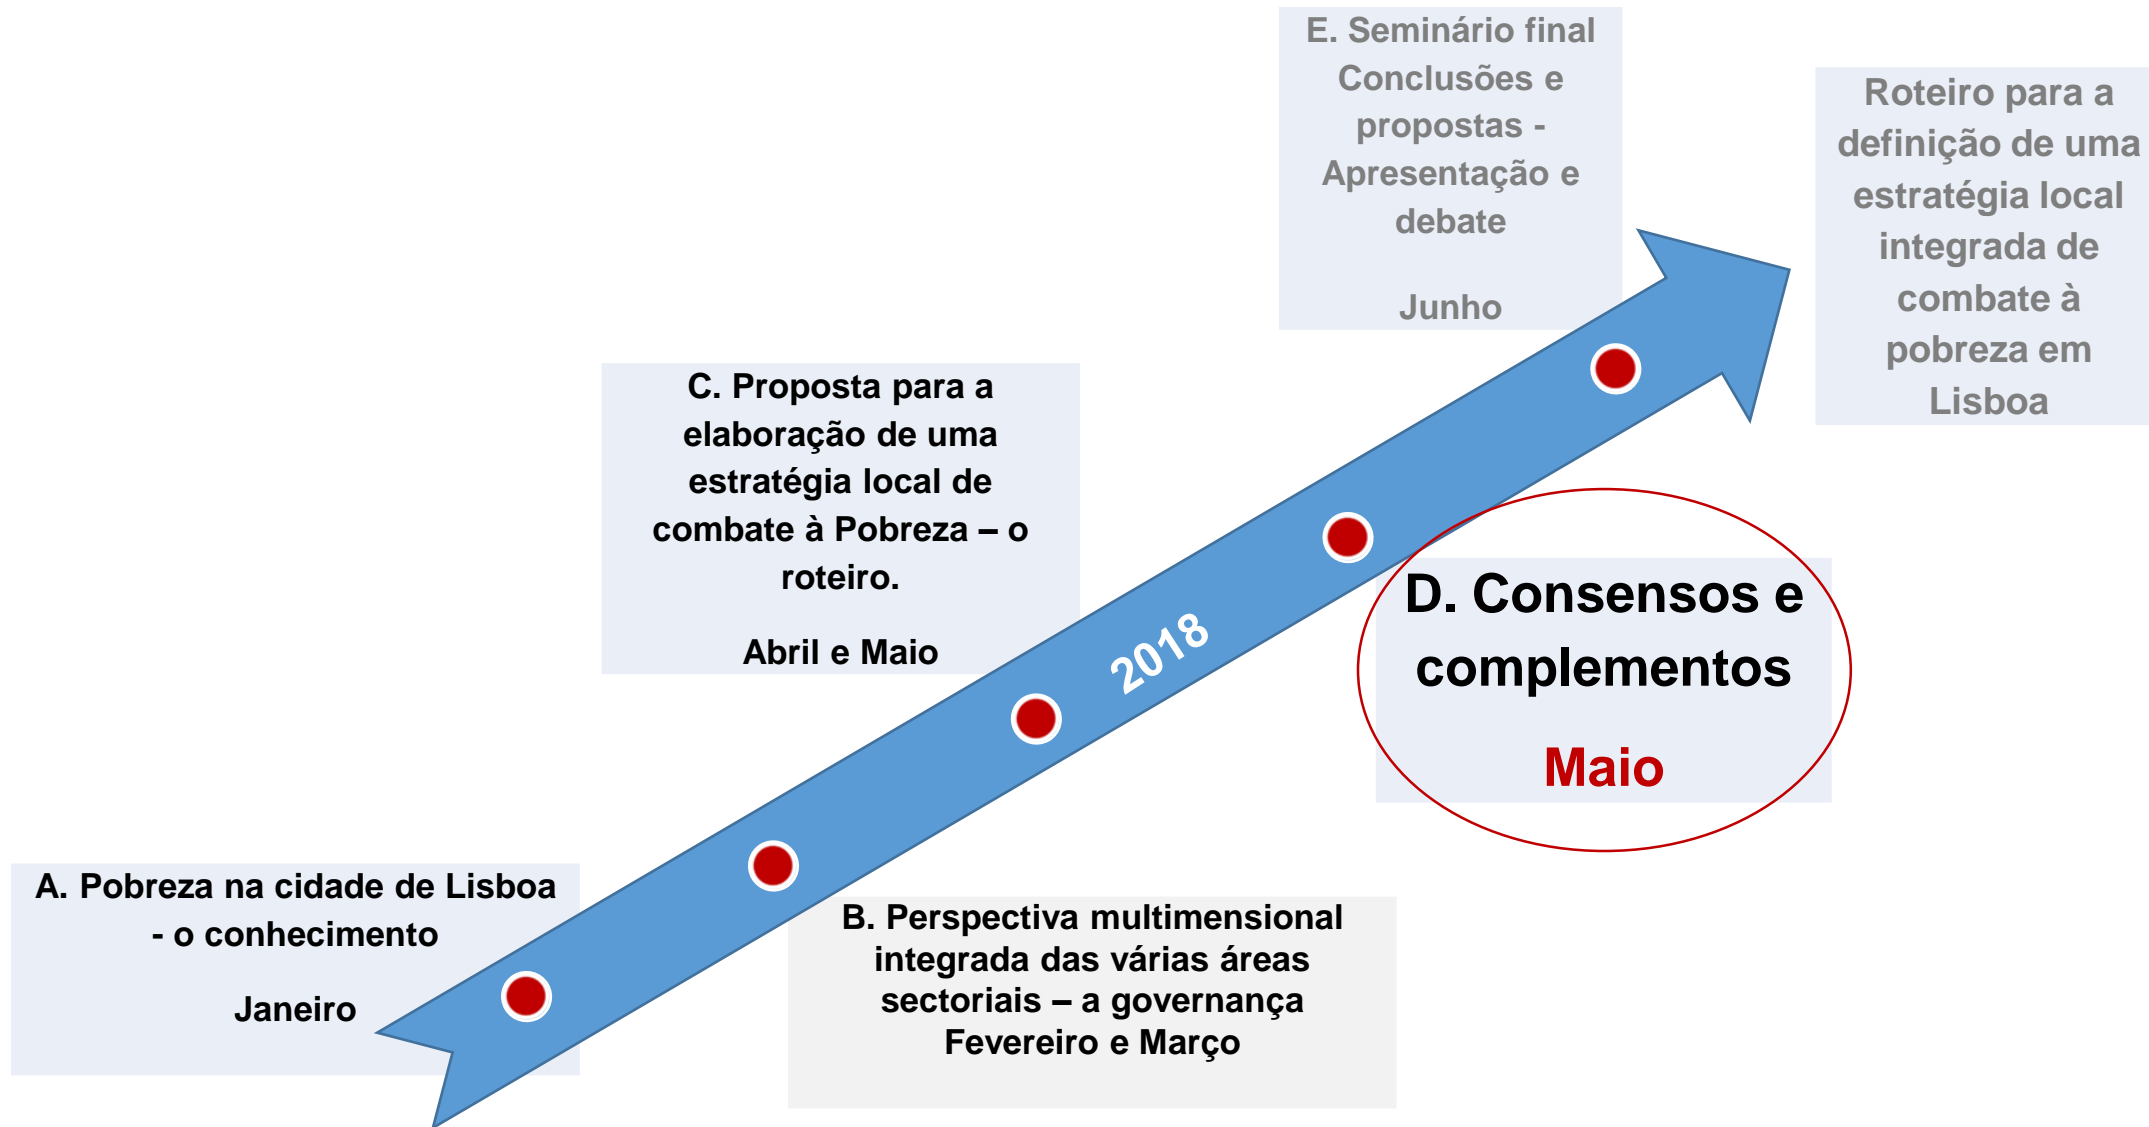 A. Pobreza na cidade de Lisboa
- o conhecimento
Janeiro
B. Perspectiva multimensional
integrada das várias áreas
sectoriais – a governança
Fevereiro e Março
C. Proposta para a
elaboração de uma
estratégia local de
combate à Pobreza – o
roteiro.
Abril e Maio
2018
D. Consensos e
complementos
Maio
E. Seminário final
Conclusões e
propostas -
Apresentação e
debate
Junho
Roteiro para a
definição de uma
estratégia local
integrada de
combate à
pobreza em
Lisboa